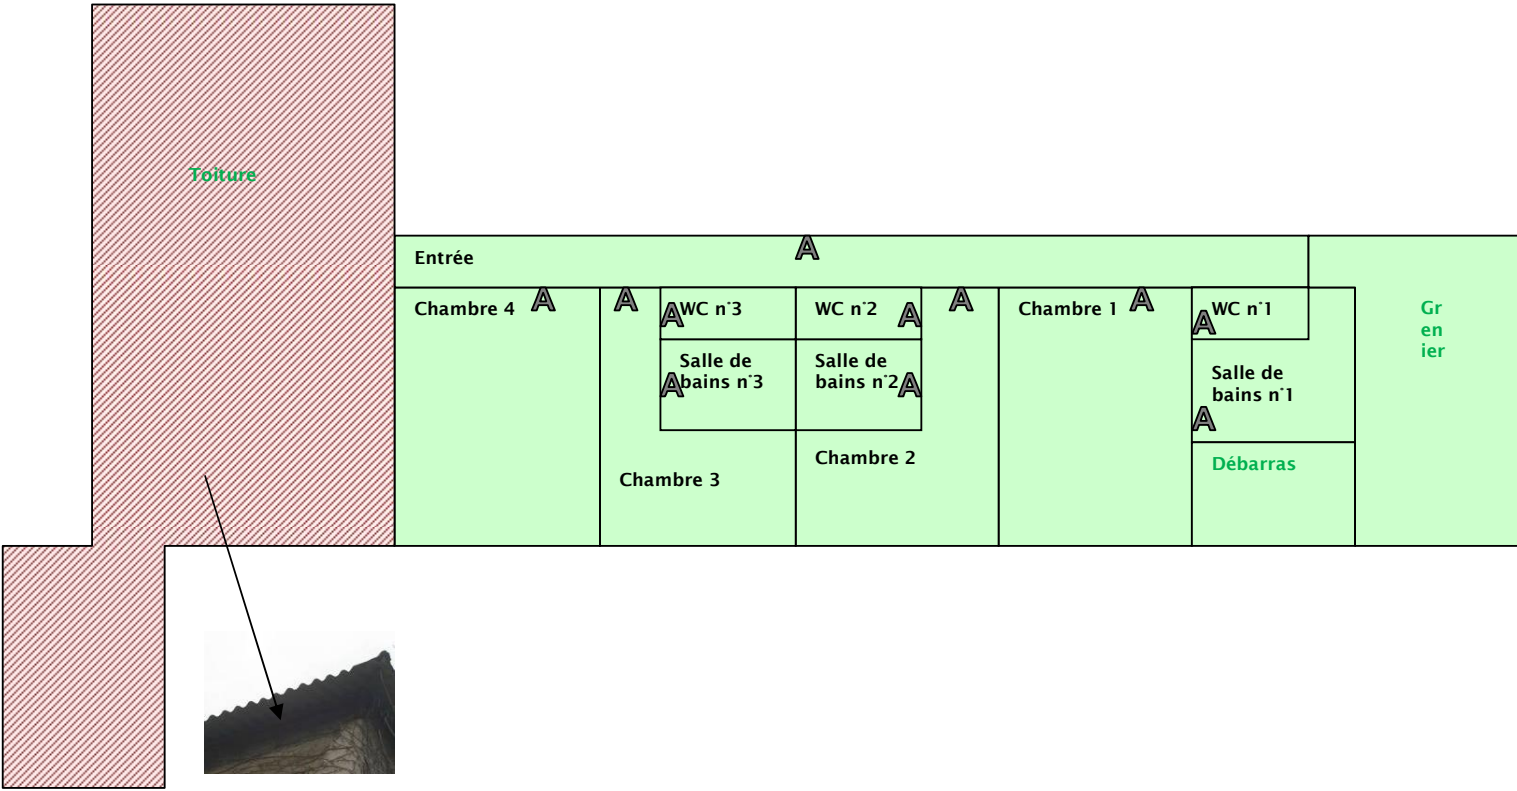 Toiture
A
Entrée
Chambre 4
A
A
A
WC n°3
WC n°2
A
A
Chambre 1
A
A
WC n°1
Gr
en
ier
Salle de
bains n°3
A
Salle de
bains n°2
A
Salle de
bains n°1
A
Chambre 3
Chambre 2
Débarras